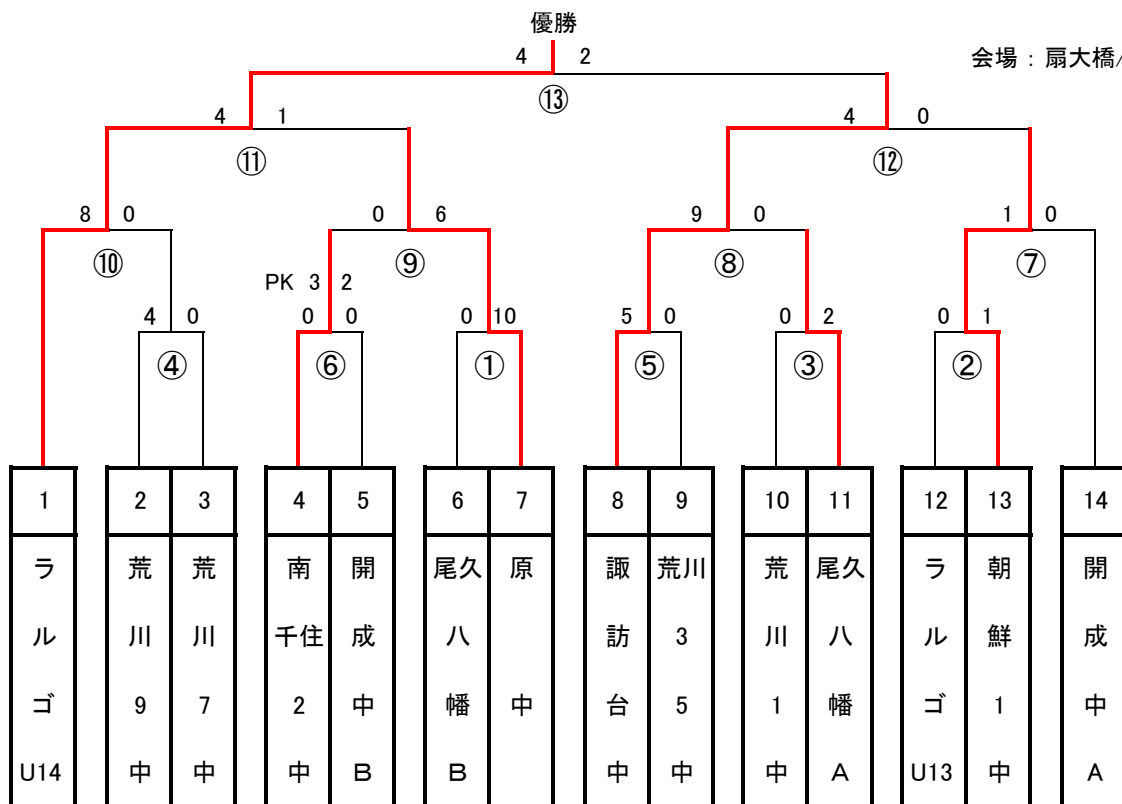 優勝
4 2
会場：扇大橋/
⑬
4 1
4 0
⑪
⑫
8 0
0 6
9 0
1 0
⑩
⑨
⑧
⑦
PK 3 2
4 0
0 0
0 10
5 0
0 2
0 1
④
⑥
①
⑤
③
②
1 2 3 4 5 6 7 8 9 10 11 12 13 14
ラルゴU14
荒川9中
荒川7中
南千住2中
開成中B
尾久八幡B
原中
諏訪台中
荒川35中
荒川1中
尾久八幡A
ラルゴU13
朝鮮1中
開成中A